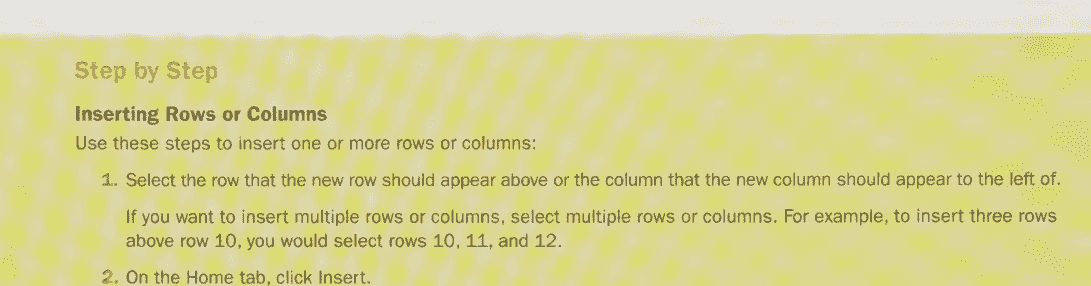 Step by Step
Inserting Rows or Columns
Use these steps to insert one or more rows or columns:
1. Select the row that the new row should appear above or the column that the new column should appear to the left of.
If you want to insert multiple rows or columns, select multiple rows or columns. For example, to insert three rows
above row 10, you would select rows 10, 11, and 12.
2. On the Home tab, click Insert.